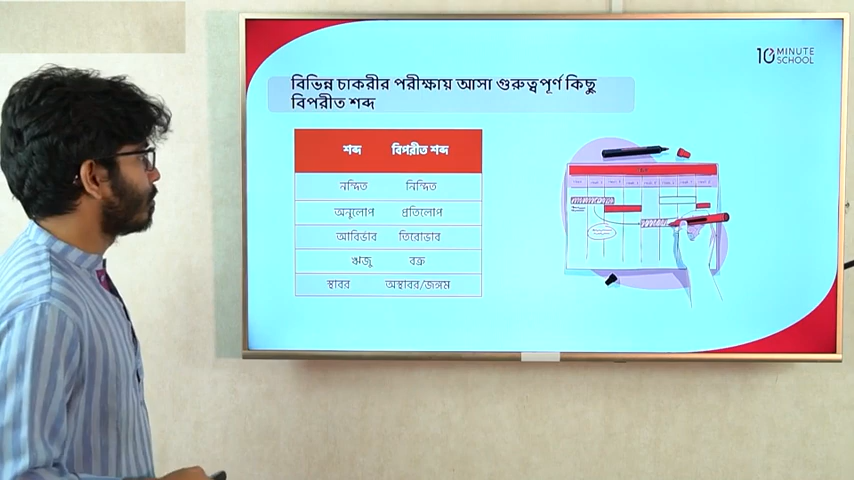 10 MINUTE
SCHOOL
বিভিন্ন চাকরীর পরীক্ষায় আসা গুরুত্বপূর্ণ কিছু
বিপরীত শব্দ
শব্দ বিপরীত শব্দ
নন্দিত নিন্দিত
অনুলোপ প্রতিলোপ
আবির্ভাব তিরোভাব
ঋজু বক্র
স্থাবর অস্থাবর/জঙ্গম